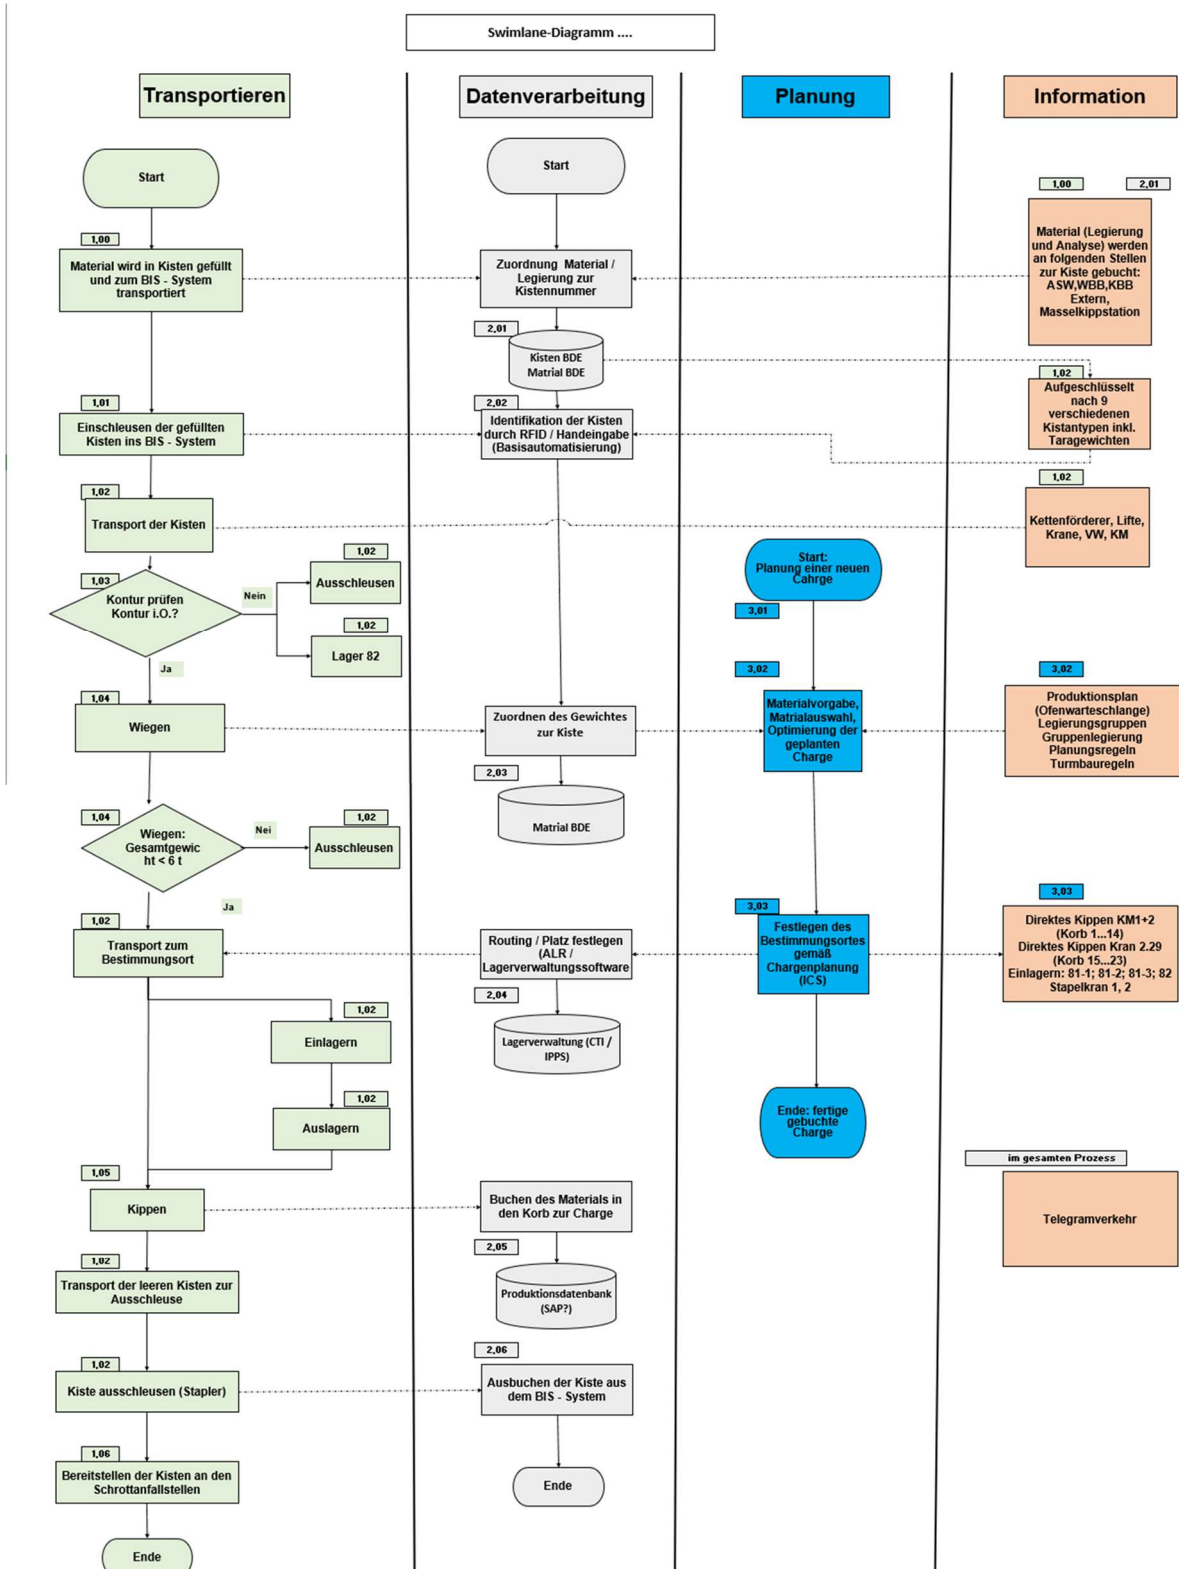 Swimlane-Diagramm ....
Transportieren
Datenverarbeitung
Planung
Information
Start
1,00
Material wird in Kisten gefüllt
und zum BIS - System
transportiert
1,01
Einschleusen der gefüllten
Kisten ins BIS - System
1,02
Transport der Kisten
1,03
Kontur prüfen
Kontur i.O.?
Nein
1,02
Ausschleusen
1,02
Lager 82
Ja
1,04
Wiegen
1,04
Wiegen:
Gesamtgewic
ht < 6 t
Nei
1,02
Ausschleusen
Ja
1,02
Transport zum
Bestimmungsort
1,02
Einlagern
1,02
Auslagern
1,05
Kippen
1,02
Transport der leeren Kisten zur
Ausschleuse
1,02
Kiste ausschleusen (Stapler)
1,06
Bereitstellen der Kisten an den
Schrottanfallstellen
Ende
Start
Zuordnung Material /
Legierung zur
Kistennummer
2,01
Kisten BDE
Matrial BDE
2,02
Identifikation der Kisten
durch RFID / Handeingabe
(Basisautomatisierung)
Zuordnen des Gewichtes
zur Kiste
2,03
Matrial BDE
Routing / Platz festlegen
(ALR /
Lagerverwaltungssoftware
2,04
Lagerverwaltung (CTI /
IPPS)
Buchen des Materials in
den Korb zur Charge
2,05
Produktionsdatenbank
(SAP?)
2,06
Ausbuchen der Kiste aus
dem BIS - System
Ende
Start:
Planung einer neuen
Cahrge
3,01
3,02
Materialvorgabe,
Matrialauswahl,
Optimierung der
geplanten
Charge
3,03
Festlegen des
Bestimmungsortes
gemäß
Chargenplanung
(ICS)
Ende: fertige
gebuchte
Charge
1,00
2,01
Material (Legierung
und Analyse) werden
an folgenden Stellen
zur Kiste gebucht:
ASW,WBB,KBB
Extern,
Masselkippstation
1,02
Aufgeschlüsselt
nach 9
verschiedenen
Kistantypen inkl.
Taragewichten
1,02
Kettenförderer, Lifte,
Krane, VW, KM
3,02
Produktionsplan
(Ofenwarteschlange)
Legierungsgruppen
Gruppenlegierung
Planungsregeln
Turmbauregeln
3,03
Direktes Kippen KM1+2
(Korb 1...14)
Direktes Kippen Kran 2.29
(Korb 15...23)
Einlagern: 81-1; 81-2; 81-3; 82
Stapelkran 1, 2
im gesamten Prozess
Telegramverkehr